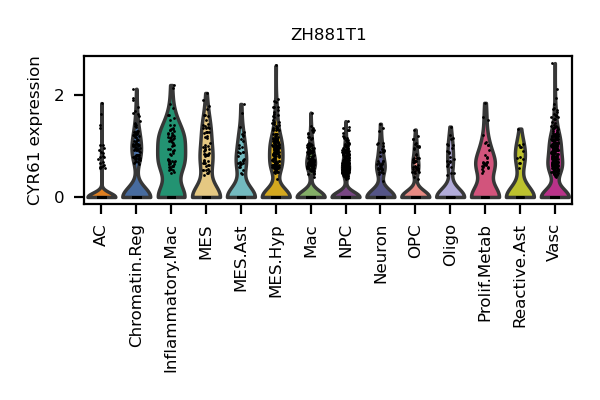 ZH881T1
CYR61 expression
2
0
AC
Chromatin.Reg
Inflammatory.Mac
MES
MES.Ast
MES.Hyp
Mac
NPC
Neuron
OPC
Oligo
Prolif.Metab
Reactive.Ast
Vasc